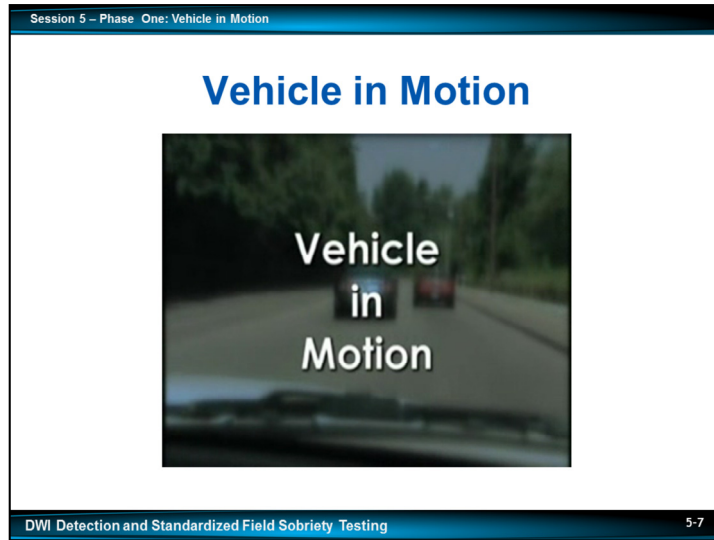 Session 5 – Phase One: Vehicle in Motion
Vehicle in Motion
Vehicle
in
Motion
DWI Detection and Standardized Field Sobriety Testing
5-7